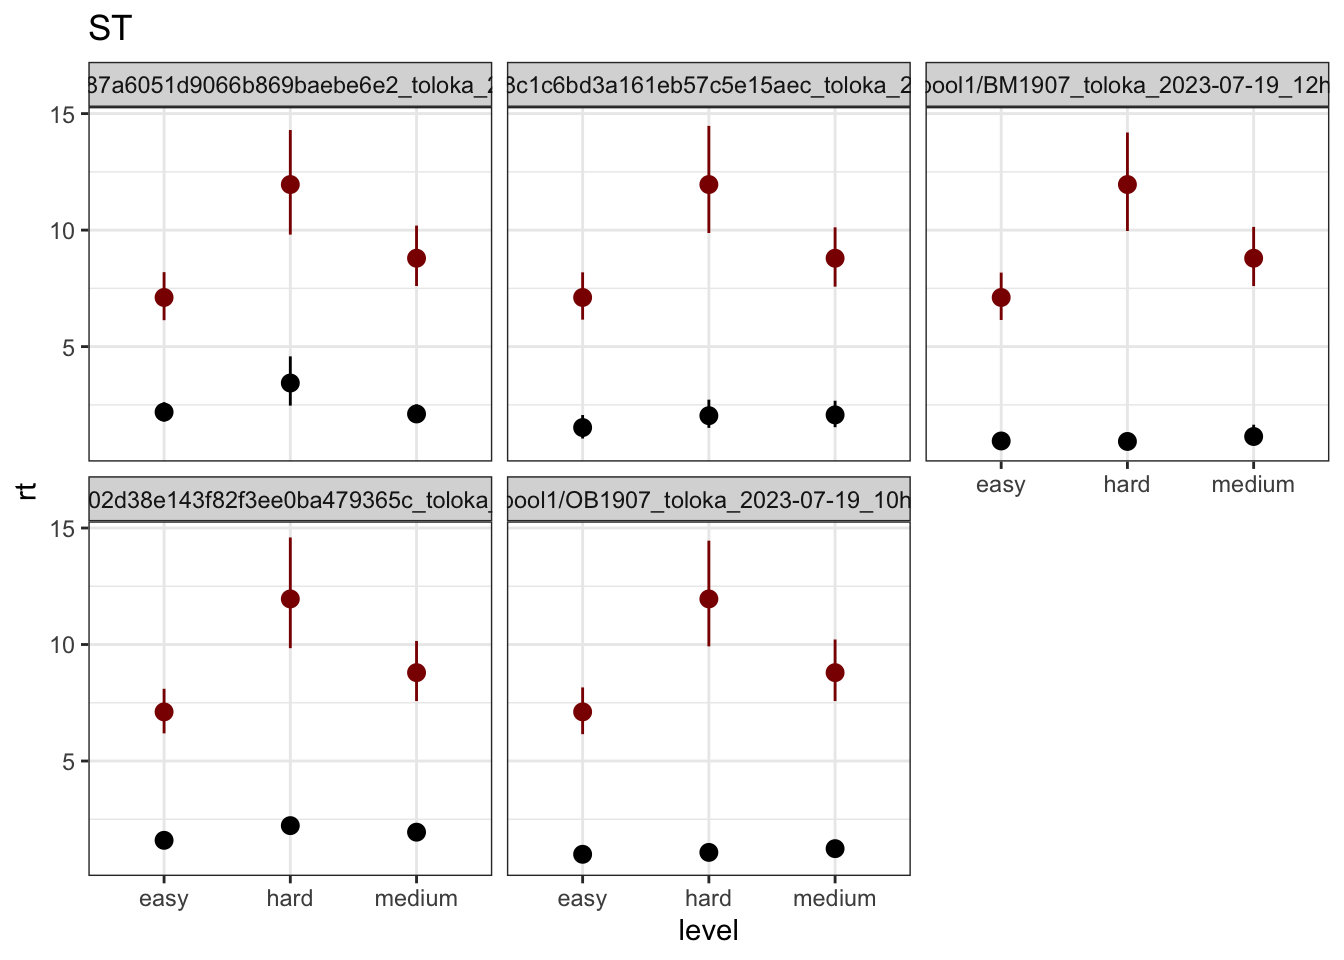 ST
37a6051d9066b869baebe6e2_toloka_2
3c1c6bd3a161eb57c5e15aec_toloka_2
pool1/BM1907_toloka_2023-07-19_12h
15
10
5
easy hard medium
rt
02d38e143f82f3ee0ba479365c_toloka_
pool1/OB1907_toloka_2023-07-19_10h
15
10
5
easy hard medium
easy hard medium
level